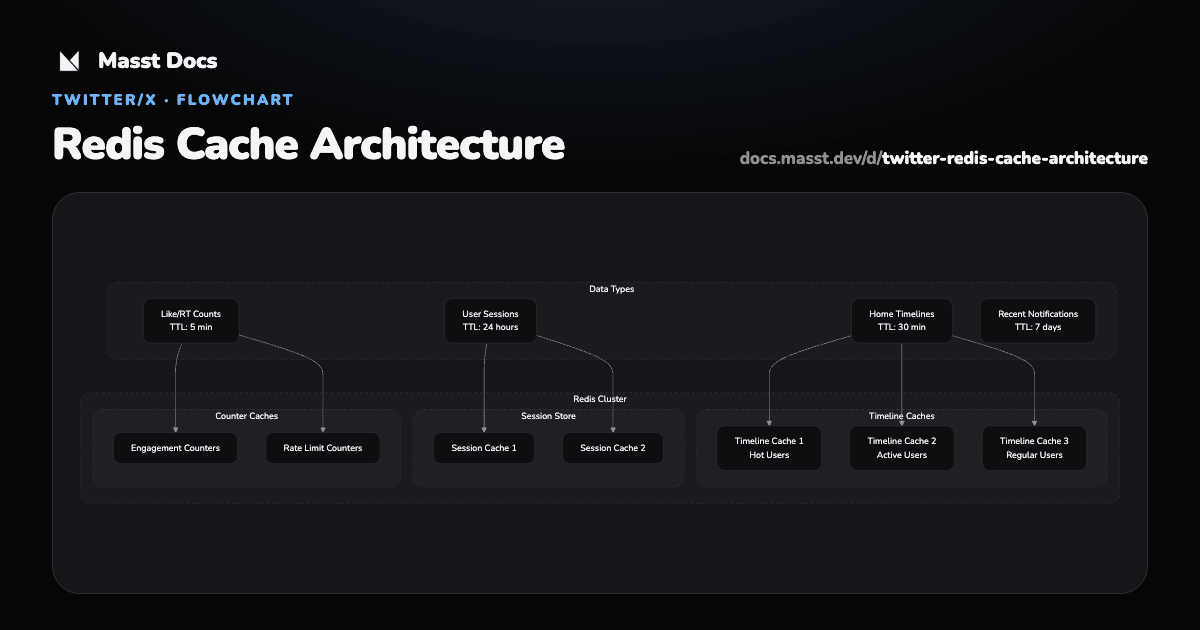 Masst Docs
TWITTER/X · FLOWCHART
Redis Cache Architecture
docs.masst.dev/d/twitter-redis-cache-architecture
Data Types
Like/RT Counts
TTL: 5 min
User Sessions
TTL: 24 hours
Home Timelines
TTL: 30 min
Recent Notifications
TTL: 7 days
Redis Cluster
Counter Caches
Session Store
Timeline Caches
Engagement Counters
Rate Limit Counters
Session Cache 1
Session Cache 2
Timeline Cache 1
Hot Users
Timeline Cache 2
Active Users
Timeline Cache 3
Regular Users